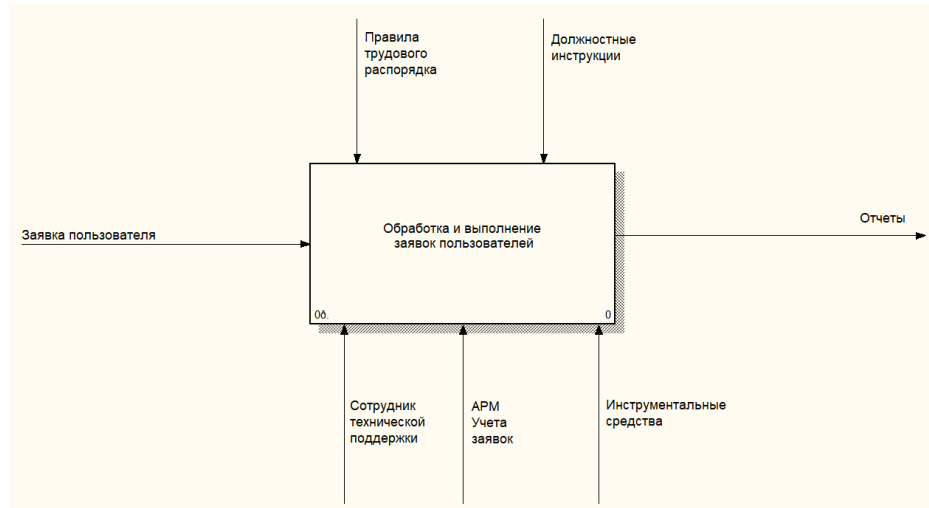 Правила
трудового
распорядка
Должностные
инструкции
Заявка пользователя
Обработка и выполнение
заявок пользователей
Отчеты
0б.
0
Сотрудник
технической
поддержки
АРМ
Учета
заявок
Инструментальные
средства